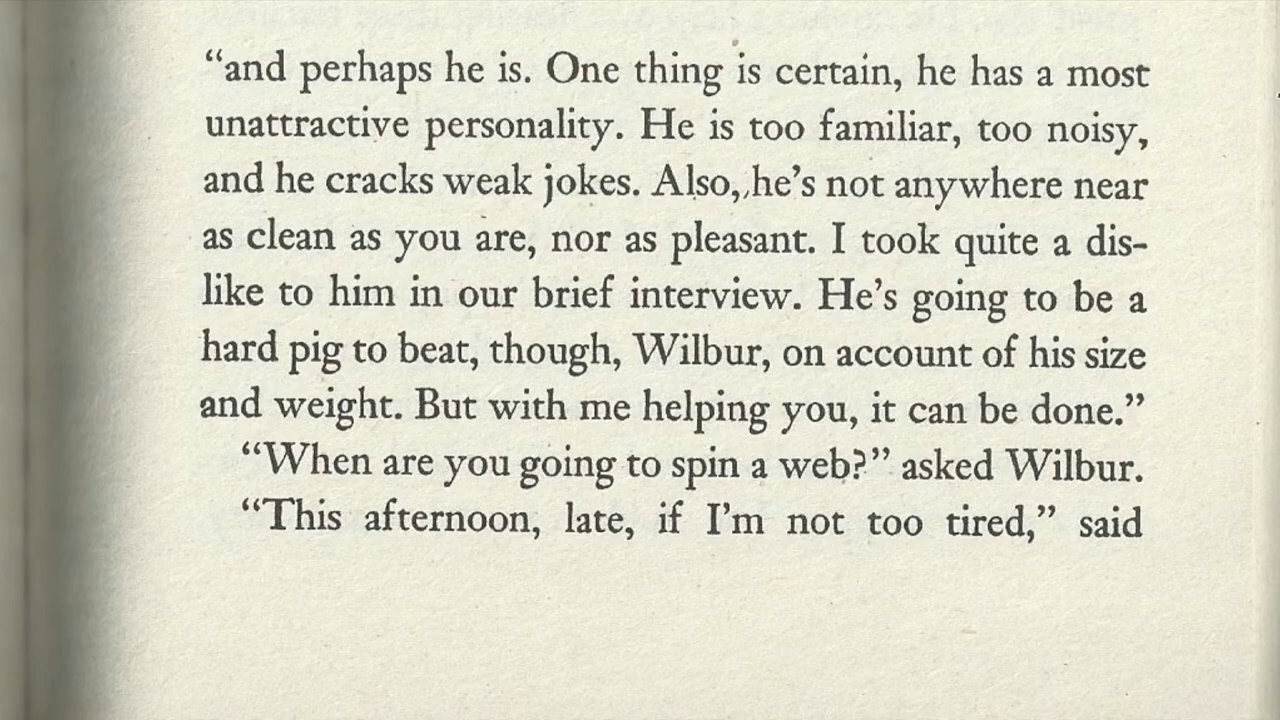 “and perhaps he is. One thing is certain, he has a most
unattractive personality. He is too familiar, too noisy,
and he cracks weak jokes. Also, he’s not anywhere near
as clean as you are, nor as pleasant. I took quite a dis-
like to him in our brief interview. He’s going to be a
hard pig to beat, though, Wilbur, on account of his size
and weight. But with me helping you, it can be done.”
“When are you going to spin a web?” asked Wilbur.
“This afternoon, late, if I’m not too tired,” said